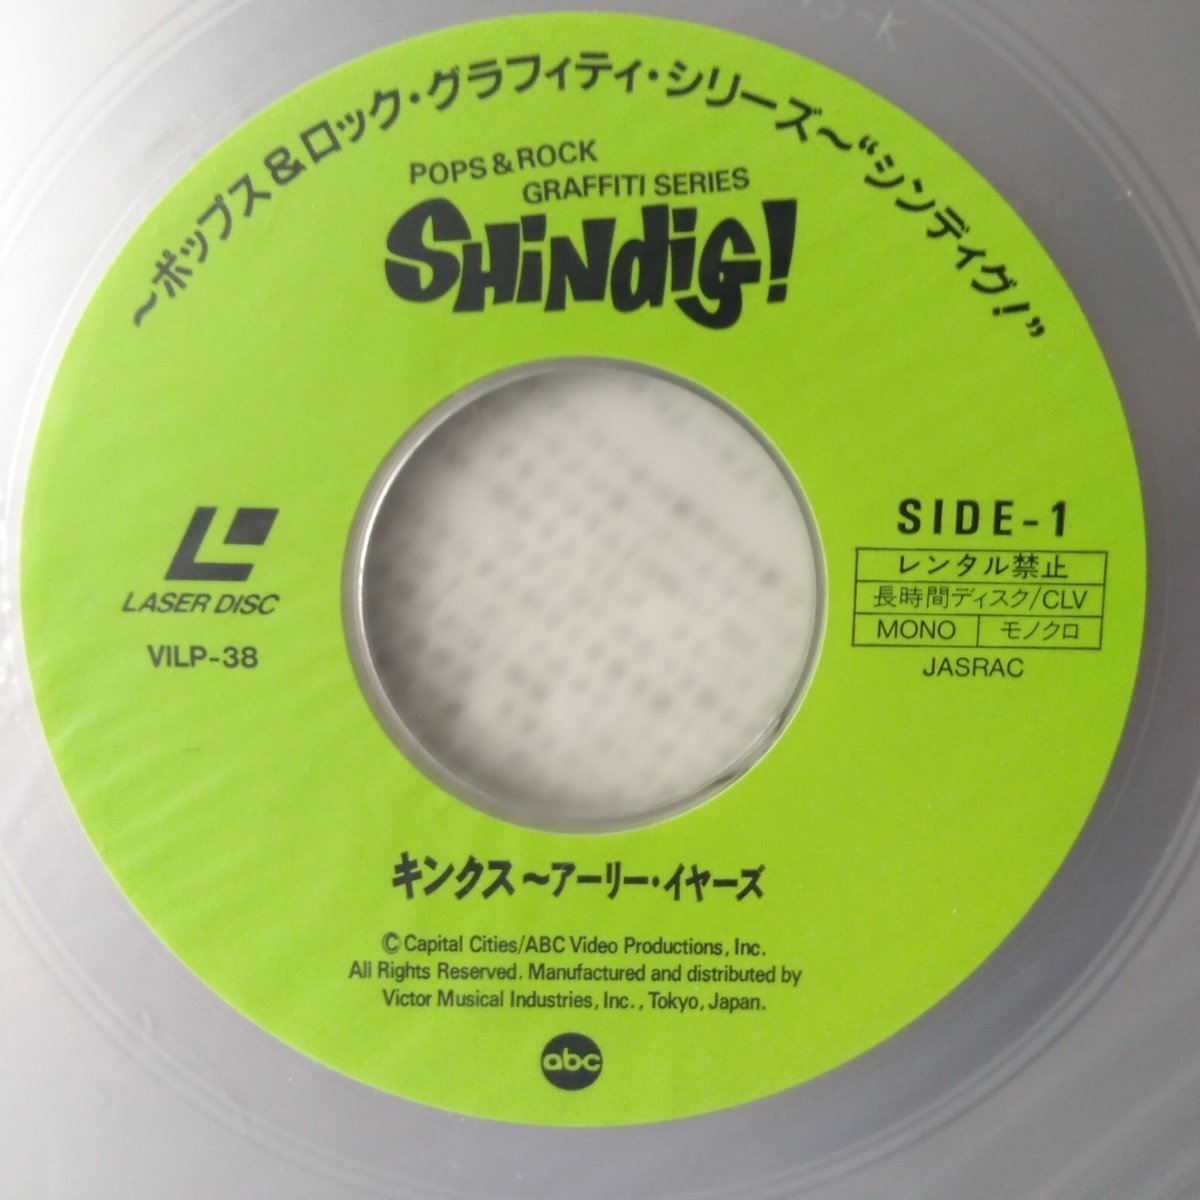 ～ポップス&ロック・グラフィティ・シリーズ～“シンディグ！”
POPS & ROCK
GRAFFITI SERIES
SHiNdiG!
LASER DISC
VILP-38
SIDE-1
レンタル禁止
長時間ディスク/CLV
MONO モノクロ
JASRAC
キンクス～アーリー・イヤーズ
© Capital Cities/ABC Video Productions, Inc.
All Rights Reserved. Manufactured and distributed by
Victor Musical Industries, Inc., Tokyo, Japan.
abc